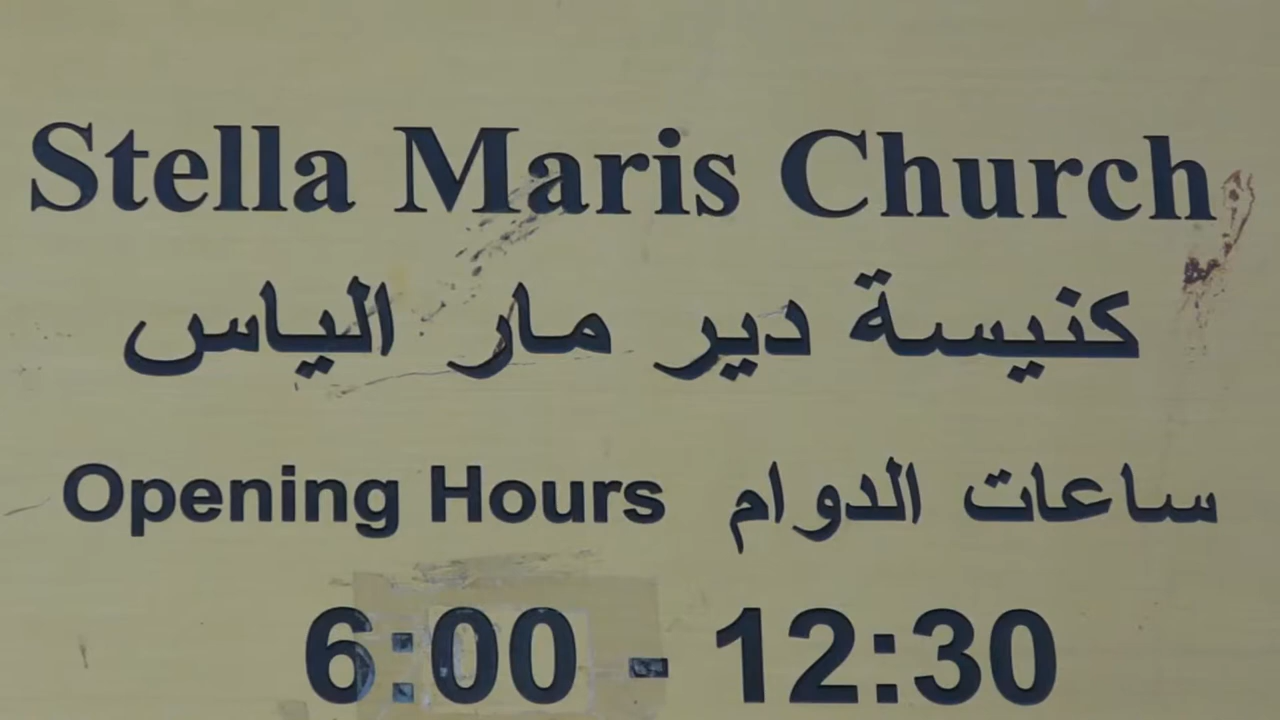 Stella Maris Church
كنيسة دير مار الياس
Opening Hours ساعات الدوام
6:00 - 12:30